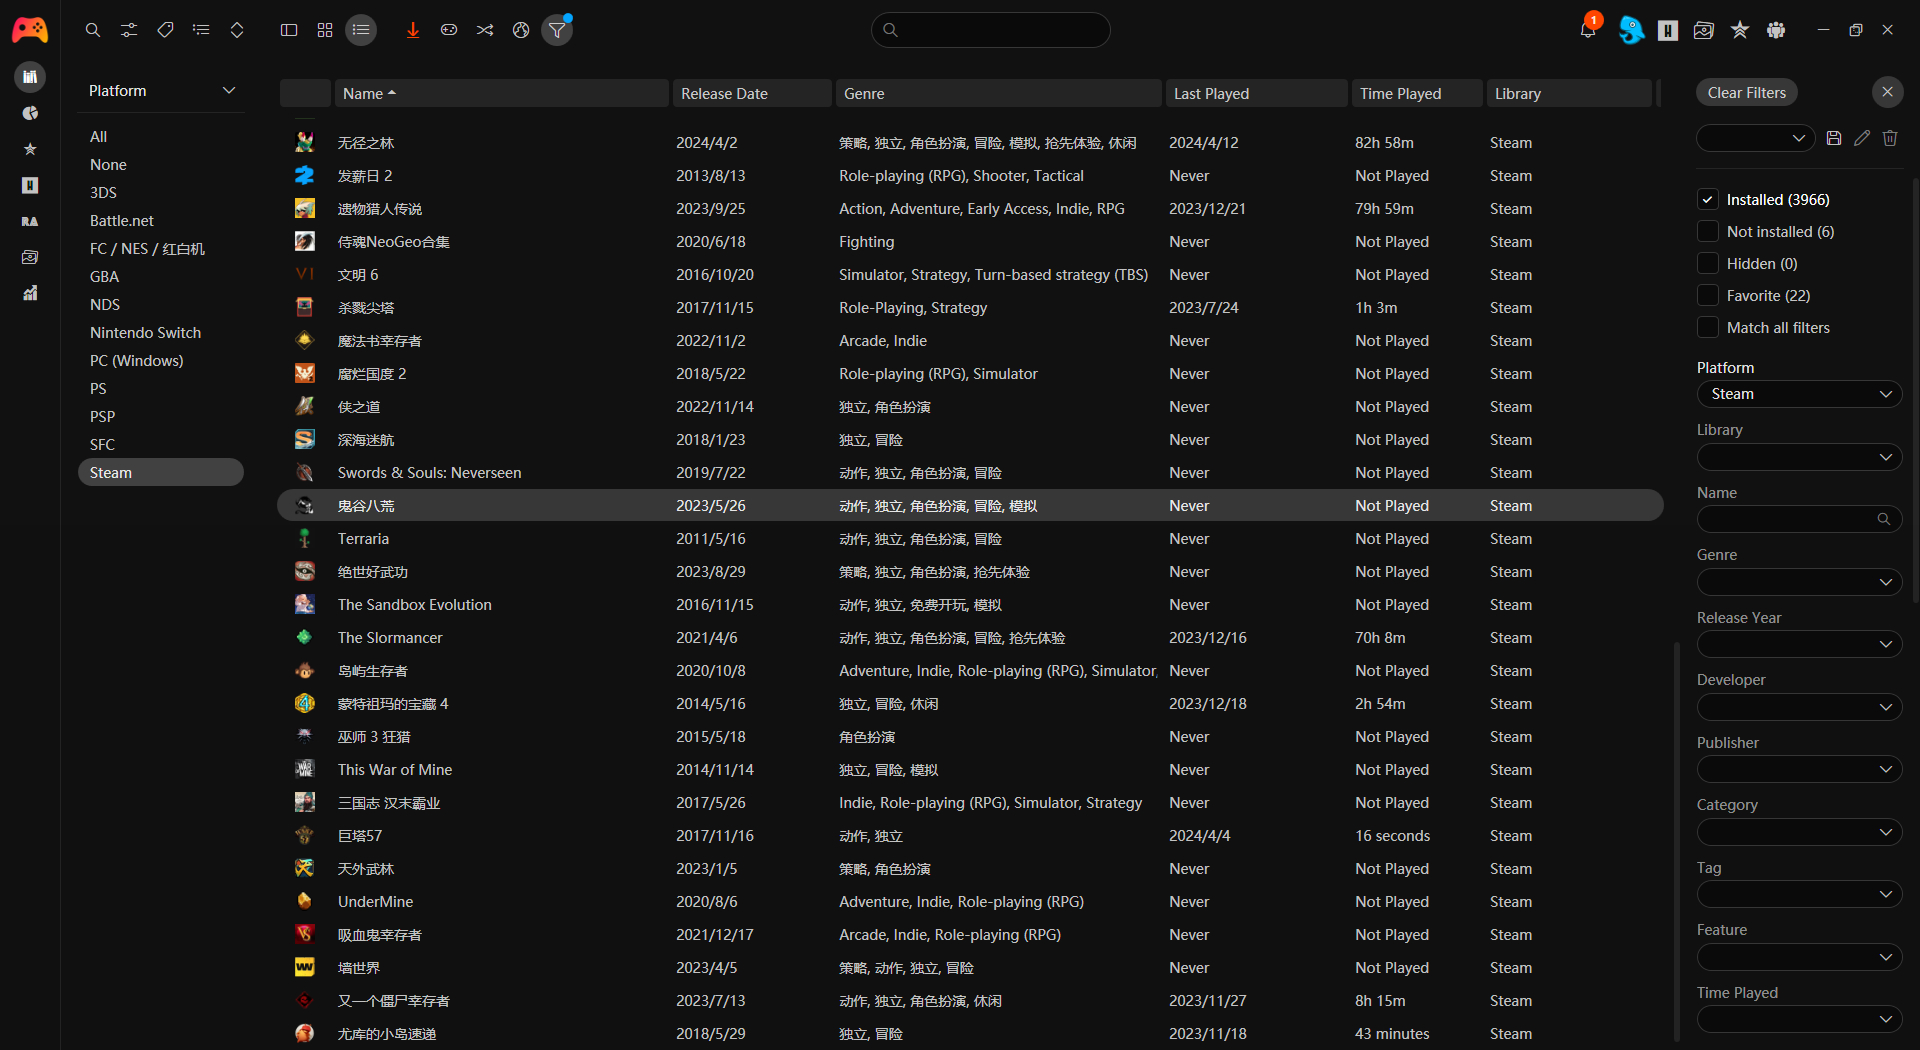 1
RA
Platform
All
None
3DS
Battle.net
FC / NES / 红白机
GBA
NDS
Nintendo Switch
PC (Windows)
PS
PSP
SFC
Steam
Name Release Date Genre Last Played Time Played Library
无径之林 2024/4/2 策略, 独立, 角色扮演, 冒险, 模拟, 抢先体验, 休闲 2024/4/12 82h 58m Steam
发薪日 2 2013/8/13 Role-playing (RPG), Shooter, Tactical Never Not Played Steam
遗物猎人传说 2023/9/25 Action, Adventure, Early Access, Indie, RPG 2023/12/21 79h 59m Steam
侍魂NeoGeo合集 2020/6/18 Fighting Never Not Played Steam
VI 文明 6 2016/10/20 Simulator, Strategy, Turn-based strategy (TBS) Never Not Played Steam
杀戮尖塔 2017/11/15 Role-Playing, Strategy 2023/7/24 1h 3m Steam
魔法书幸存者 2022/11/2 Arcade, Indie Never Not Played Steam
腐烂国度 2 2018/5/22 Role-playing (RPG), Simulator Never Not Played Steam
侠之道 2022/11/14 独立, 角色扮演 Never Not Played Steam
深海迷航 2018/1/23 独立, 冒险 Never Not Played Steam
Swords & Souls: Neverseen 2019/7/22 动作, 独立, 角色扮演, 冒险 Never Not Played Steam
鬼谷八荒 2023/5/26 动作, 独立, 角色扮演, 冒险, 模拟 Never Not Played Steam
Terraria 2011/5/16 动作, 独立, 角色扮演, 冒险 Never Not Played Steam
绝世好武功 2023/8/29 策略, 独立, 角色扮演, 抢先体验 Never Not Played Steam
The Sandbox Evolution 2016/11/15 动作, 独立, 免费开玩, 模拟 Never Not Played Steam
The Slormancer 2021/4/6 动作, 独立, 角色扮演, 冒险, 抢先体验 2023/12/16 70h 8m Steam
岛屿生存者 2020/10/8 Adventure, Indie, Role-playing (RPG), Simulator, Never Not Played Steam
蒙特祖玛的宝藏 4 2014/5/16 独立, 冒险, 休闲 2023/12/18 2h 54m Steam
巫师 3 狂猎 2015/5/18 角色扮演 Never Not Played Steam
This War of Mine 2014/11/14 独立, 冒险, 模拟 Never Not Played Steam
三国志 汉末霸业 2017/5/26 Indie, Role-playing (RPG), Simulator, Strategy Never Not Played Steam
巨塔57 2017/11/16 动作, 独立 2024/4/4 16 seconds Steam
天外武林 2023/1/5 策略, 角色扮演 Never Not Played Steam
UnderMine 2020/8/6 Adventure, Indie, Role-playing (RPG) Never Not Played Steam
吸血鬼幸存者 2021/12/17 Arcade, Indie, Role-playing (RPG) Never Not Played Steam
墙世界 2023/4/5 策略, 动作, 独立, 冒险 Never Not Played Steam
又一个僵尸幸存者 2023/7/13 动作, 独立, 角色扮演, 休闲 2023/11/27 8h 15m Steam
尤库的小岛速递 2018/5/29 独立, 冒险 2023/11/18 43 minutes Steam
Clear Filters
Installed (3966)
Not installed (6)
Hidden (0)
Favorite (22)
Match all filters
Platform
Steam
Library
Name
Genre
Release Year
Developer
Publisher
Category
Tag
Feature
Time Played